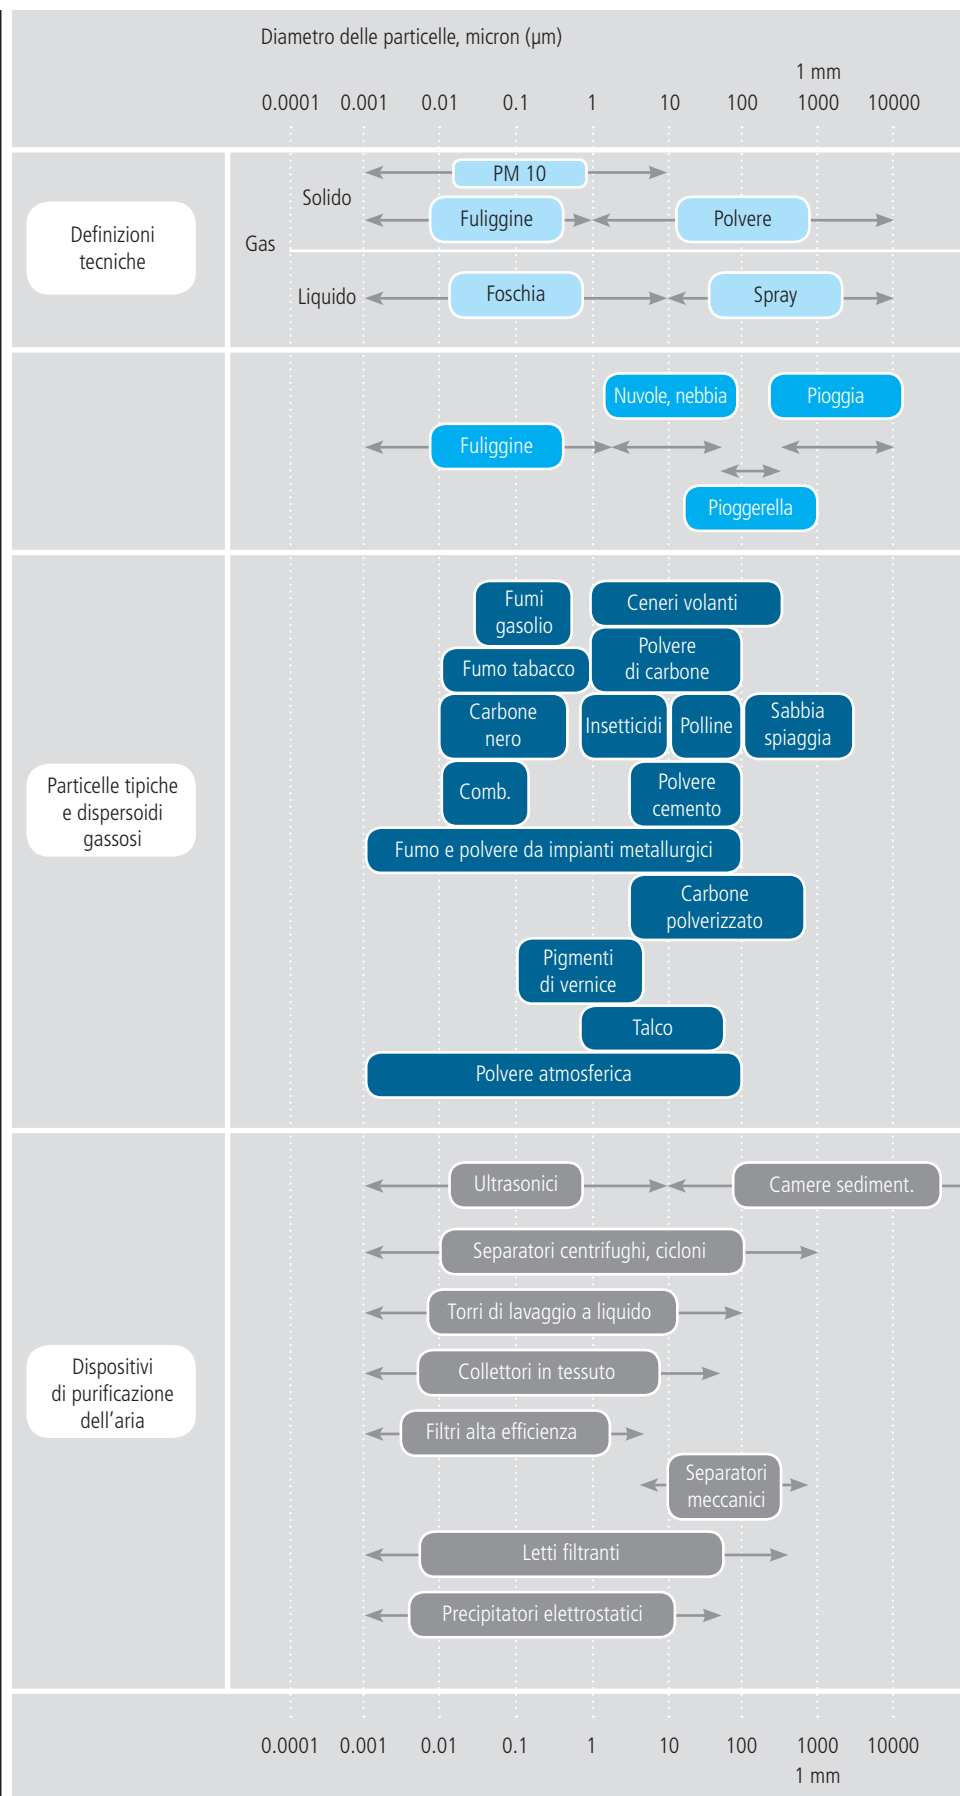 Diametro delle particelle, micron (µm)
1 mm
0.0001 0.001 0.01 0.1 1 10 100 1000 10000
Definizioni
tecniche
Gas
Solido
PM 10
Fuliggine
Polvere
Liquido
Foschia
Spray
Nuvole, nebbia
Pioggia
Fuliggine
Pioggerella
Particelle tipiche
e dispersoidi
gassosi
Fumi
gasolio
Ceneri volanti
Fumo tabacco
Polvere
di carbone
Carbone
nero
Insetticidi
Polline
Sabbia
spiaggia
Comb.
Polvere
cemento
Fumo e polvere da impianti metallurgici
Carbone
polverizzato
Pigmenti
di vernice
Talco
Polvere atmosferica
Dispositivi
di purificazione
dell'aria
Ultrasonici
Camere sediment.
Separatori centrifughi, cicloni
Torri di lavaggio a liquido
Collettori in tessuto
Filtri alta efficienza
Separatori
meccanici
Letti filtranti
Precipitatori elettrostatici
0.0001 0.001 0.01 0.1 1 10 100 1000 10000
1 mm